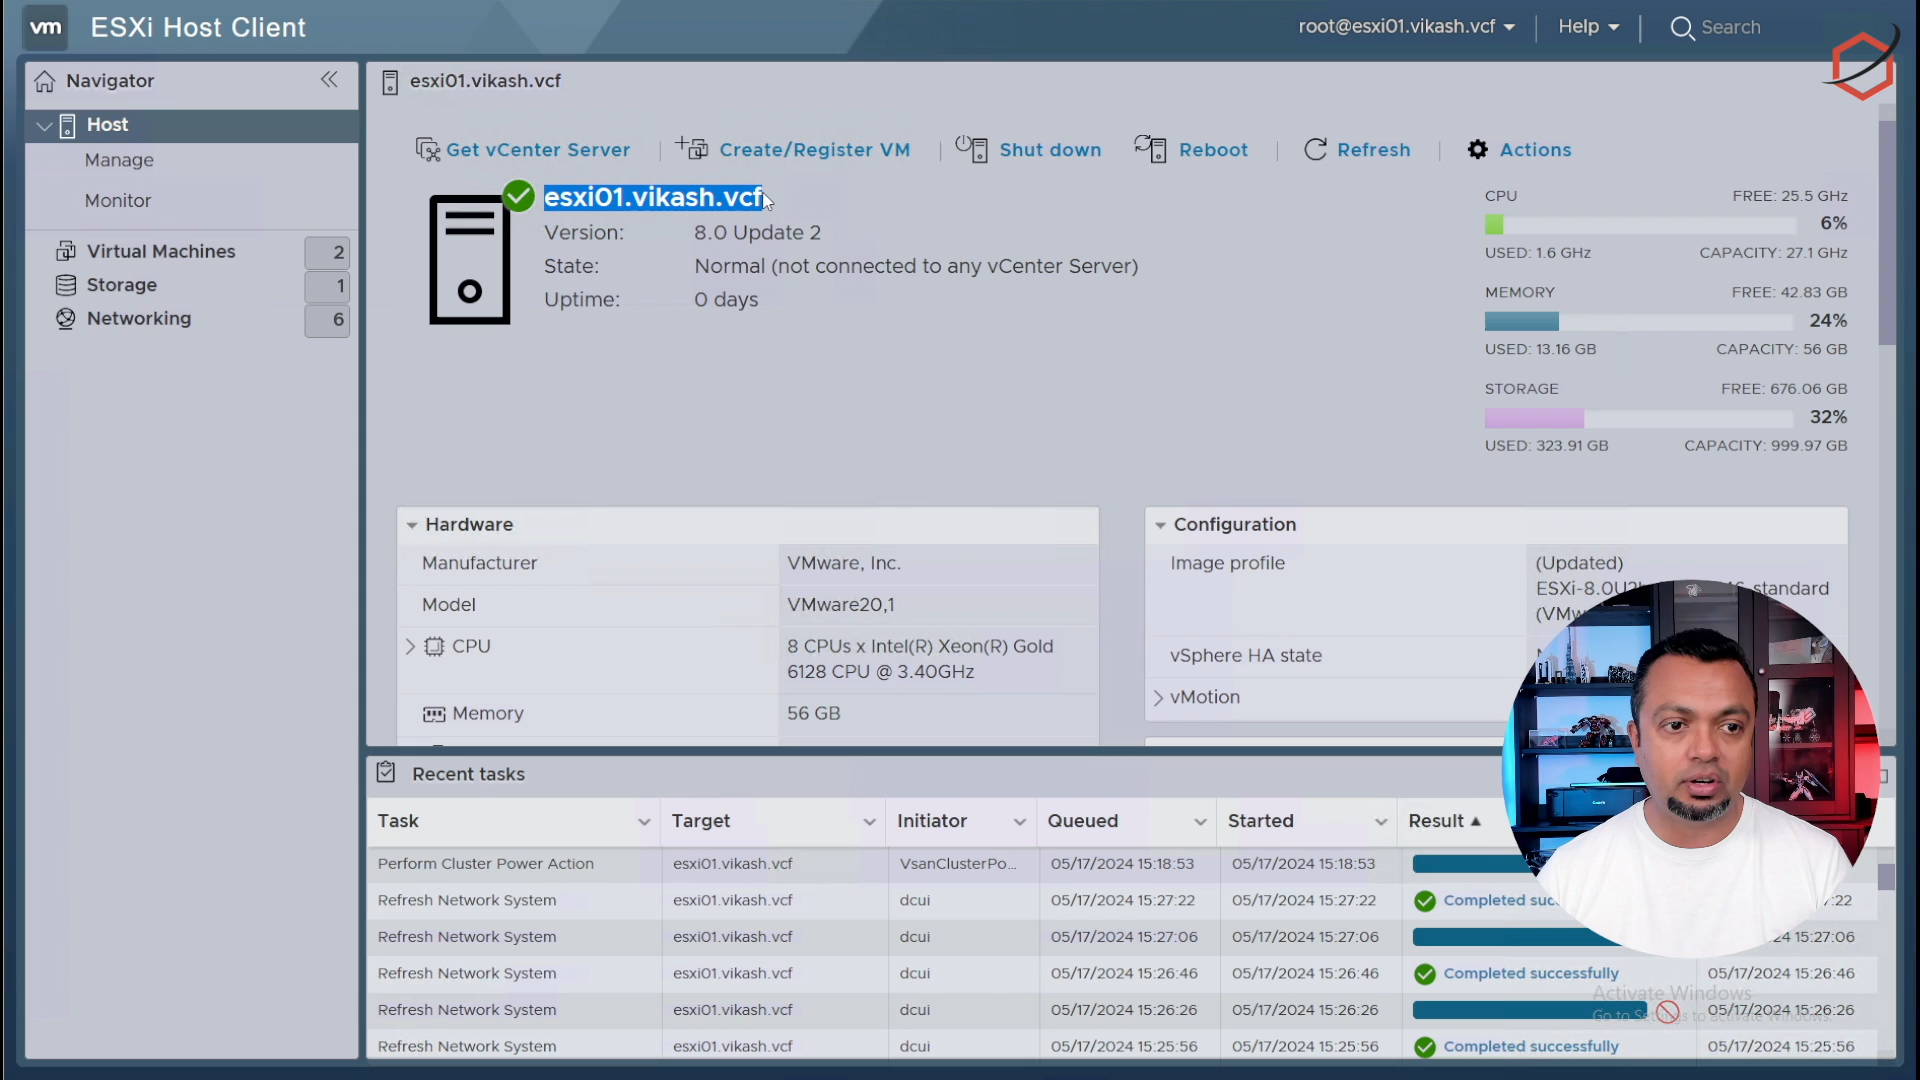 vm ESXi Host Client
root@esxi01.vikash.vcf
Help
Search
Navigator
Host
Manage
Monitor
Virtual Machines 2
Storage 1
Networking 6
esxi01.vikash.vcf
Get vCenter Server
Create/Register VM
Shut down
Reboot
Refresh
Actions
esxi01.vikash.vcf
Version: 8.0 Update 2
State: Normal (not connected to any vCenter Server)
Uptime: 0 days
CPU FREE: 25.5 GHz
6%
USED: 1.6 GHz CAPACITY: 27.1 GHz
MEMORY FREE: 42.83 GB
24%
USED: 13.16 GB CAPACITY: 56 GB
STORAGE FREE: 676.06 GB
32%
USED: 323.91 GB CAPACITY: 999.97 GB
Hardware
Manufacturer VMware, Inc.
Model VMware20,1
CPU 8 CPUs x Intel(R) Xeon(R) Gold
6128 CPU @ 3.40GHz
Memory 56 GB
Configuration
Image profile (Updated)
standard
vSphere HA state
vMotion
Recent tasks
Task Target Initiator Queued Started Result
Perform Cluster Power Action esxi01.vikash.vcf VsanClusterPo... 05/17/2024 15:18:53 05/17/2024 15:18:53
Refresh Network System esxi01.vikash.vcf dcui 05/17/2024 15:27:22 05/17/2024 15:27:22 Completed
Refresh Network System esxi01.vikash.vcf dcui 05/17/2024 15:27:06 05/17/2024 15:27:06 15:27:06
Refresh Network System esxi01.vikash.vcf dcui 05/17/2024 15:26:46 05/17/2024 15:26:46 Completed successfully 05/17/2024 15:26:46
Refresh Network System esxi01.vikash.vcf dcui 05/17/2024 15:26:26 05/17/2024 15:26:26 05/17/2024 15:26:26
Refresh Network System esxi01.vikash.vcf dcui 05/17/2024 15:25:56 05/17/2024 15:25:56 Completed successfully 05/17/2024 15:25:56
Activate Windows
Go to Settings to activate Windows.